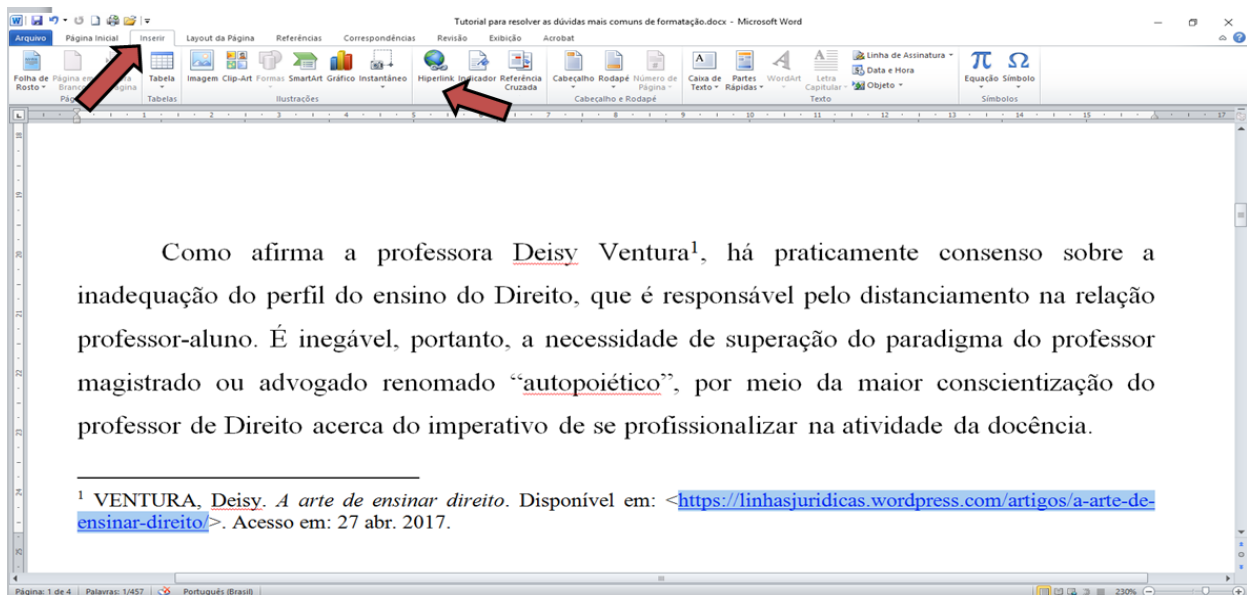 Tutorial para resolver as dúvidas mais comuns de formatação.docx - Microsoft Word
Arquivo Página Inicial Inserir Layout da Página Referências Correspondências Revisão Exibição Acrobat
Folha de Rosto
Tabela
Imagem Clip-Art Formas SmartArt Gráfico Instantâneo
Hiperlink Indicador Referência Cruzada
Cabeçalho Rodapé Número de Página
Caixa de Texto Partes Rápidas WordArt Letra Capitular
Linha de Assinatura
Data e Hora
Objeto
Equação Símbolo
Tabelas Ilustrações Cabeçalho e Rodapé Texto Símbolos
Como afirma a professora Deisy Ventura¹, há praticamente consenso sobre a
inadequação do perfil do ensino do Direito, que é responsável pelo distanciamento na relação
professor-aluno. É inegável, portanto, a necessidade de superação do paradigma do professor
magistrado ou advogado renomado “autopoiético”, por meio da maior conscientização do
professor de Direito acerca do imperativo de se profissionalizar na atividade da docência.
¹ VENTURA, Deisy. A arte de ensinar direito. Disponível em: <https://linhasjuridicas.wordpress.com/artigos/a-arte-de-
ensinar-direito/>. Acesso em: 27 abr. 2017.
Página: 1 de 4 Palavras: 1/457 Português (Brasil) 230%